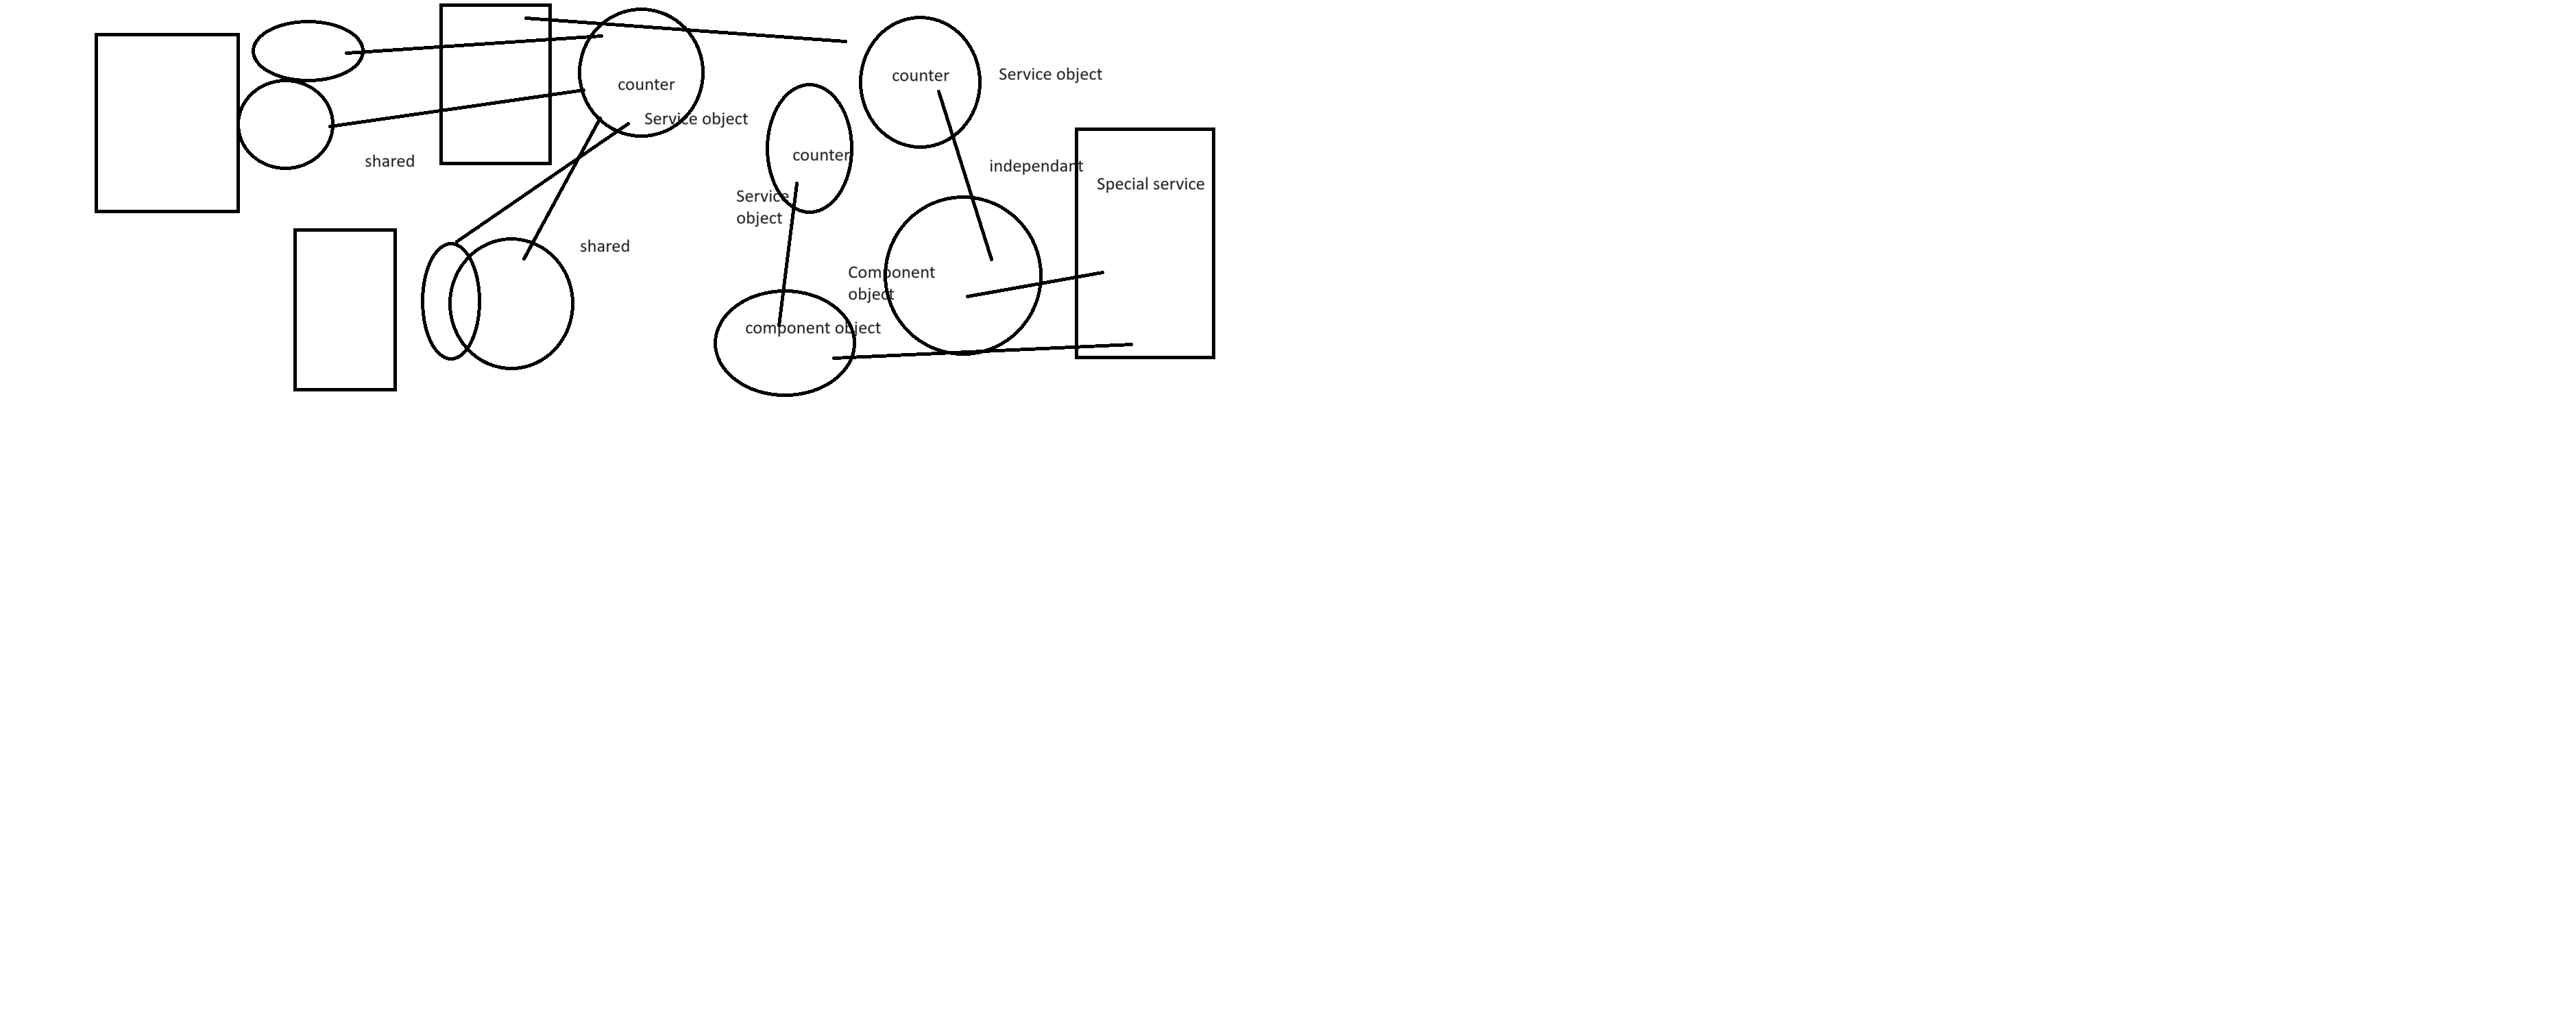 counter
Service object
shared
shared
counter
Service
object
component object
counter
Service object
independant
Component
object
Special service